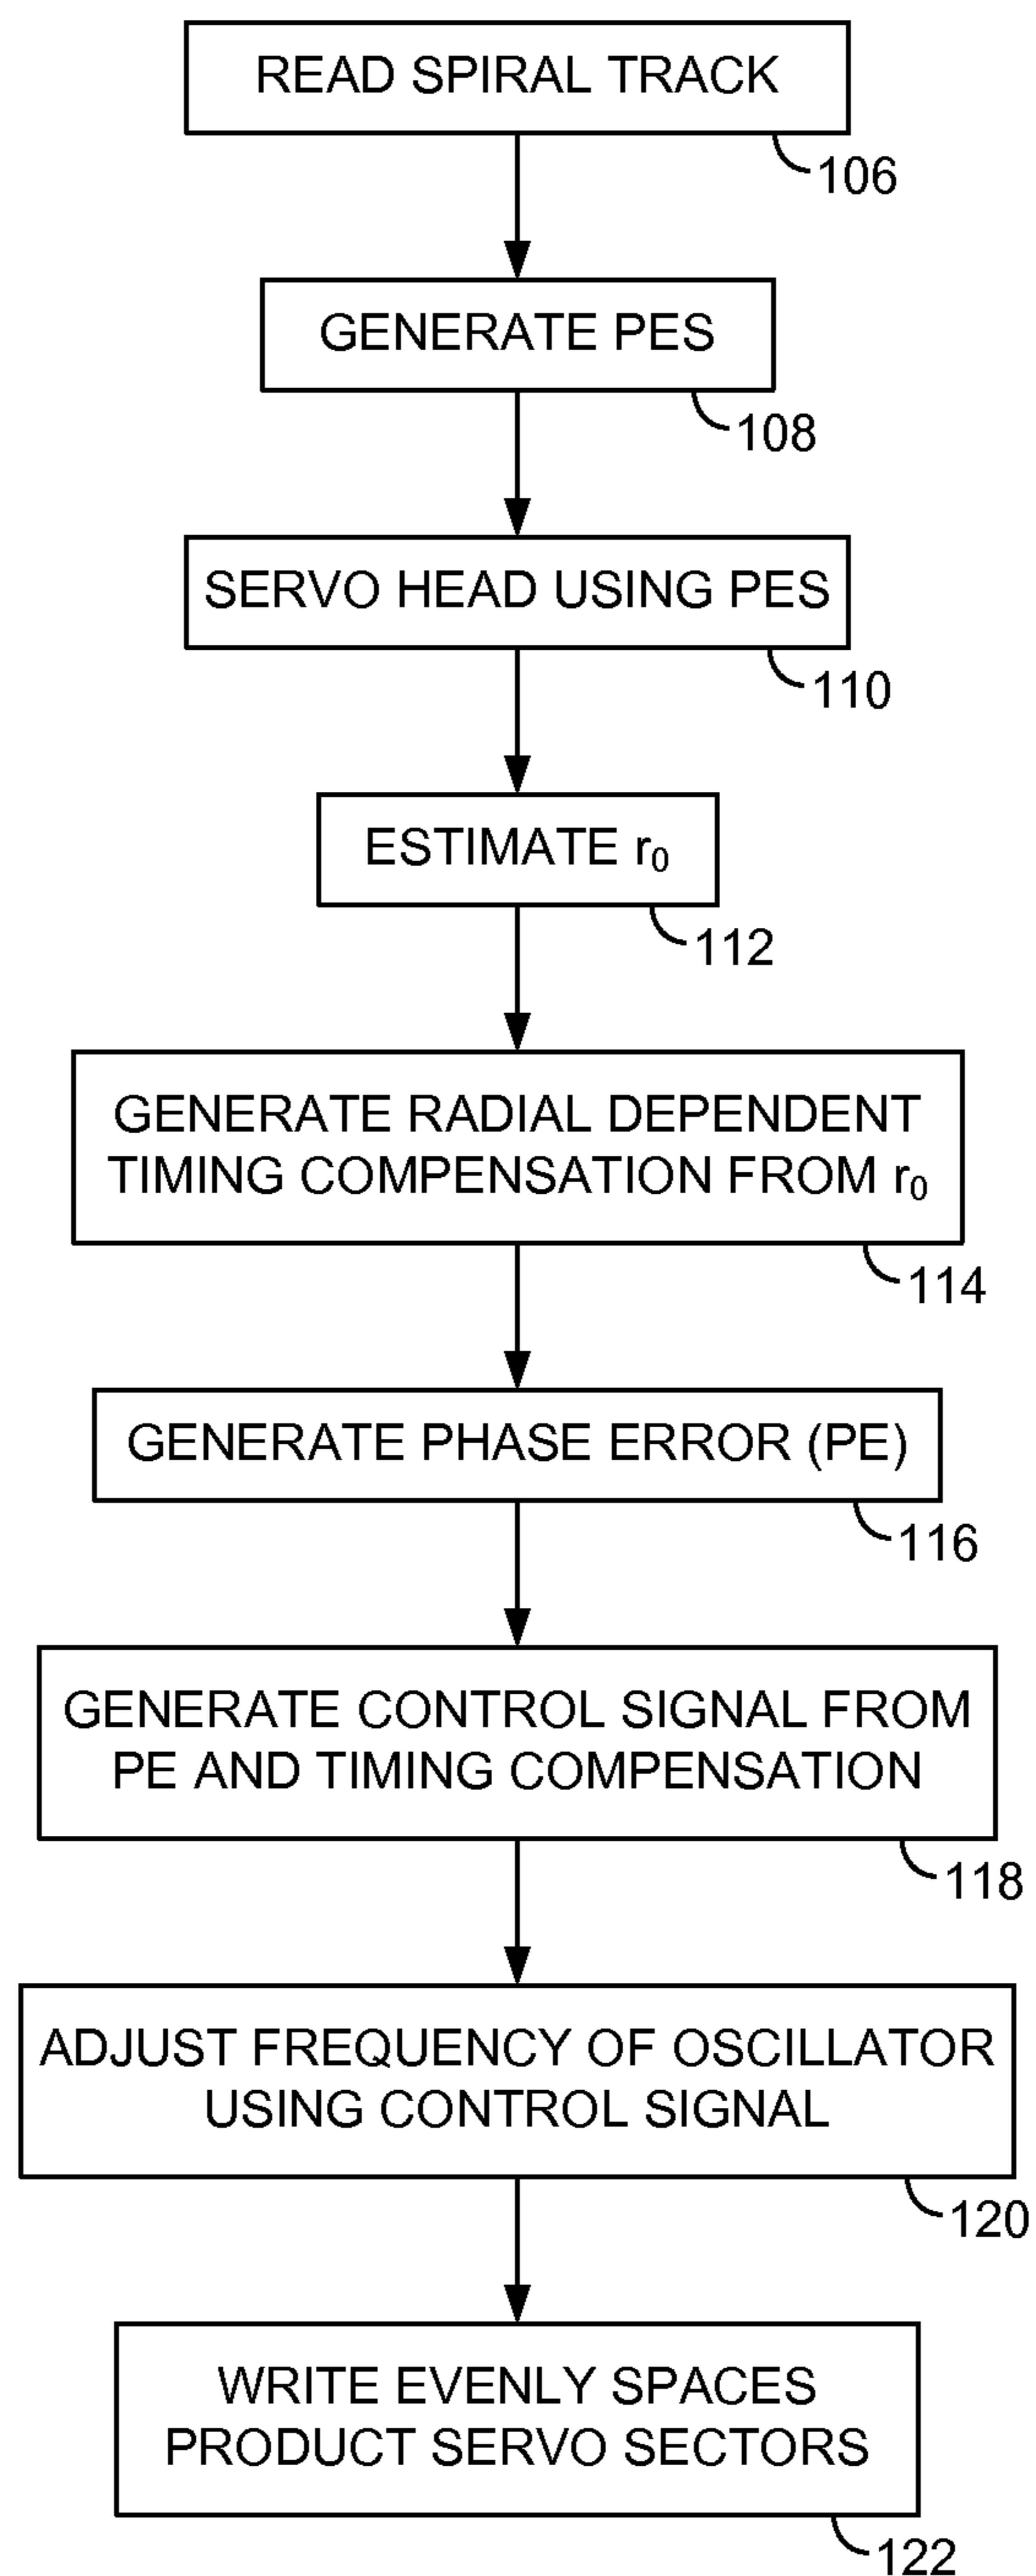 READ SPIRAL TRACK
106
GENERATE PES
108
SERVO HEAD USING PES
110
ESTIMATE r₀
112
GENERATE RADIAL DEPENDENT
TIMING COMPENSATION FROM r₀
114
GENERATE PHASE ERROR (PE)
116
GENERATE CONTROL SIGNAL FROM
PE AND TIMING COMPENSATION
118
ADJUST FREQUENCY OF OSCILLATOR
USING CONTROL SIGNAL
120
WRITE EVENLY SPACES
PRODUCT SERVO SECTORS
122